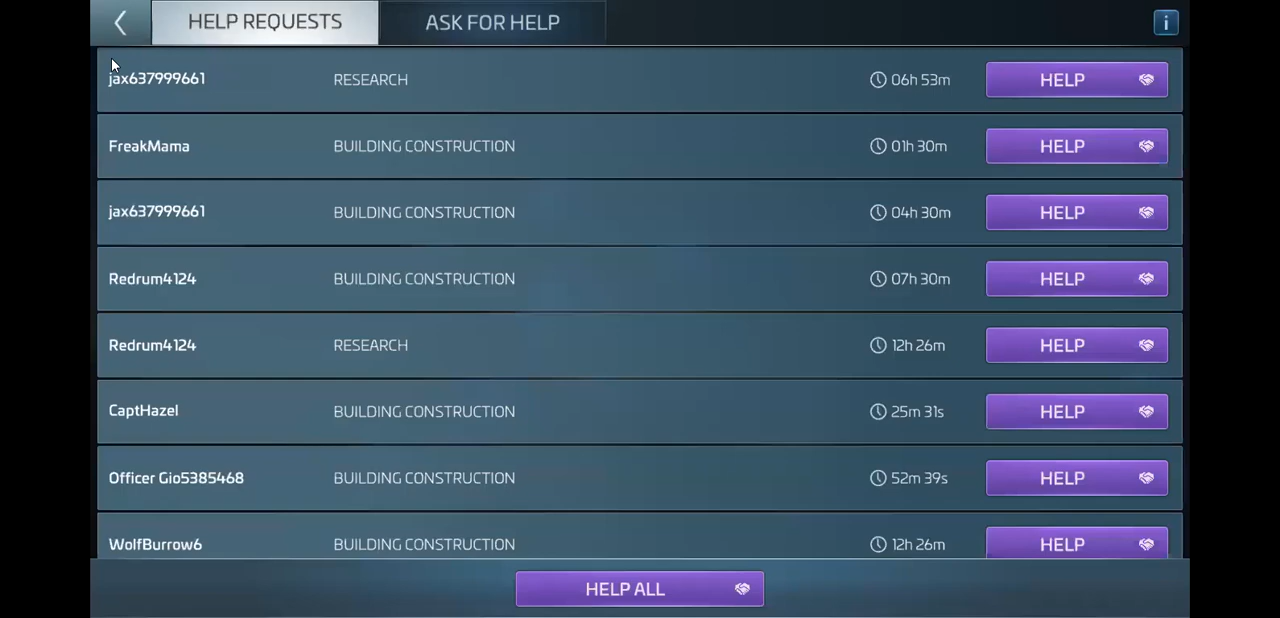 HELP REQUESTS ASK FOR HELP i
jax637999661 RESEARCH 06h 53m HELP
FreakMama BUILDING CONSTRUCTION 01h 30m HELP
jax637999661 BUILDING CONSTRUCTION 04h 30m HELP
Redrum4124 BUILDING CONSTRUCTION 07h 30m HELP
Redrum4124 RESEARCH 12h 26m HELP
CaptHazel BUILDING CONSTRUCTION 25m 31s HELP
Officer Gio5385468 BUILDING CONSTRUCTION 52m 39s HELP
WolfBurrow6 BUILDING CONSTRUCTION 12h 26m HELP
HELP ALL